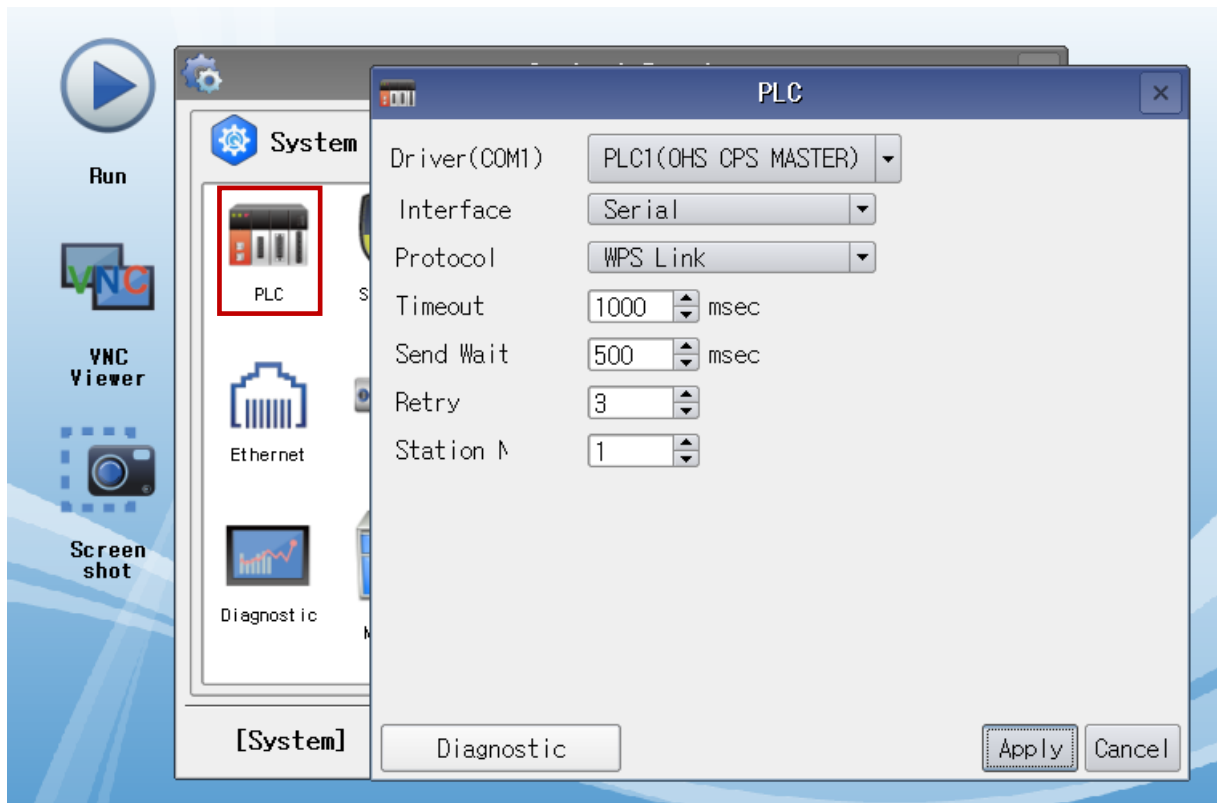 Run
VNC
VNC
Viewer
Screen
shot
System
PLC
S
Ethernet
Diagnostic
[System]
PLC
Driver(COM1) PLC1(OHS CPS MASTER)
Interface Serial
Protocol WPS Link
Timeout 1000 msec
Send Wait 500 msec
Retry 3
Station N 1
Diagnostic Apply Cancel